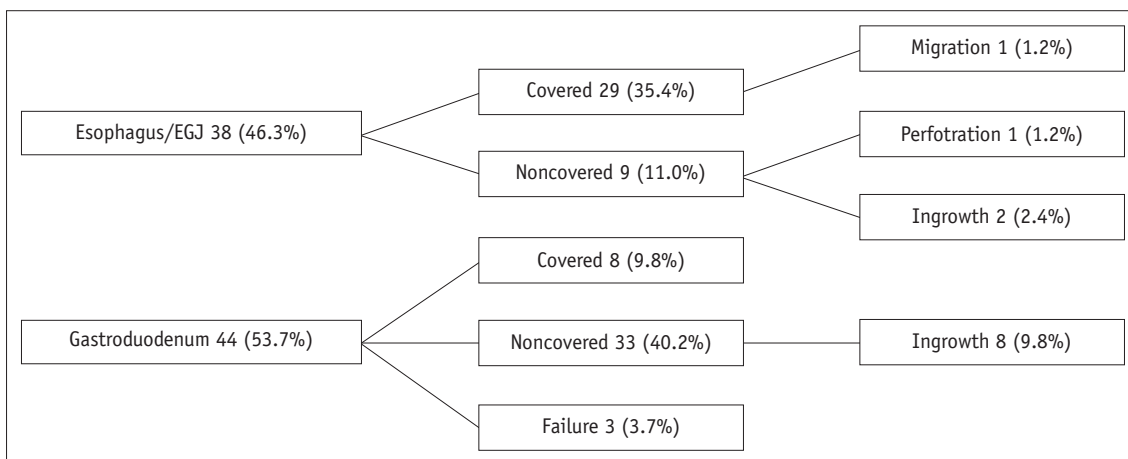 Esophagus/EGJ 38 (46.3%)
Covered 29 (35.4%)
Migration 1 (1.2%)
Noncovered 9 (11.0%)
Perfotration 1 (1.2%)
Ingrowth 2 (2.4%)
Gastroduodenum 44 (53.7%)
Covered 8 (9.8%)
Noncovered 33 (40.2%)
Ingrowth 8 (9.8%)
Failure 3 (3.7%)